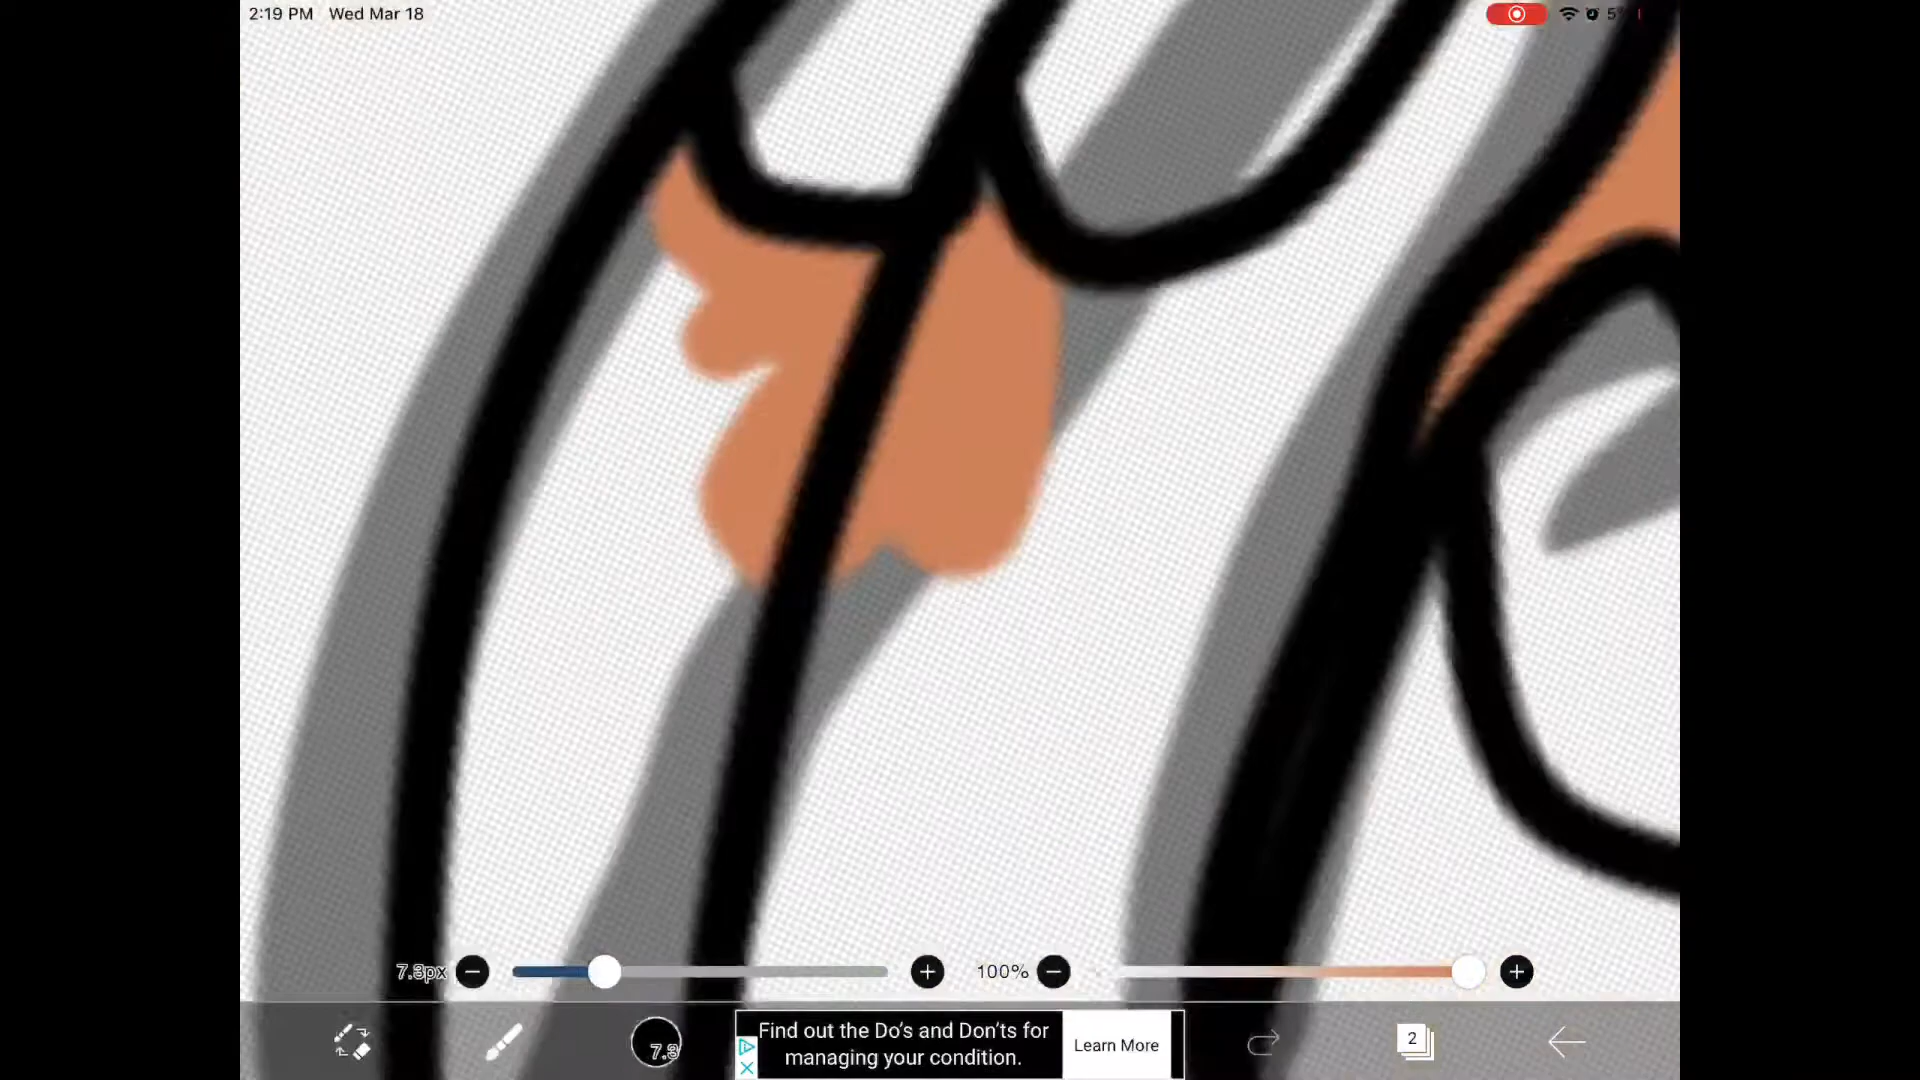 2:19 PM Wed Mar 18
5%
7.3px
100%
7.3
Find out the Do's and Don'ts for
managing your condition.
Learn More
2